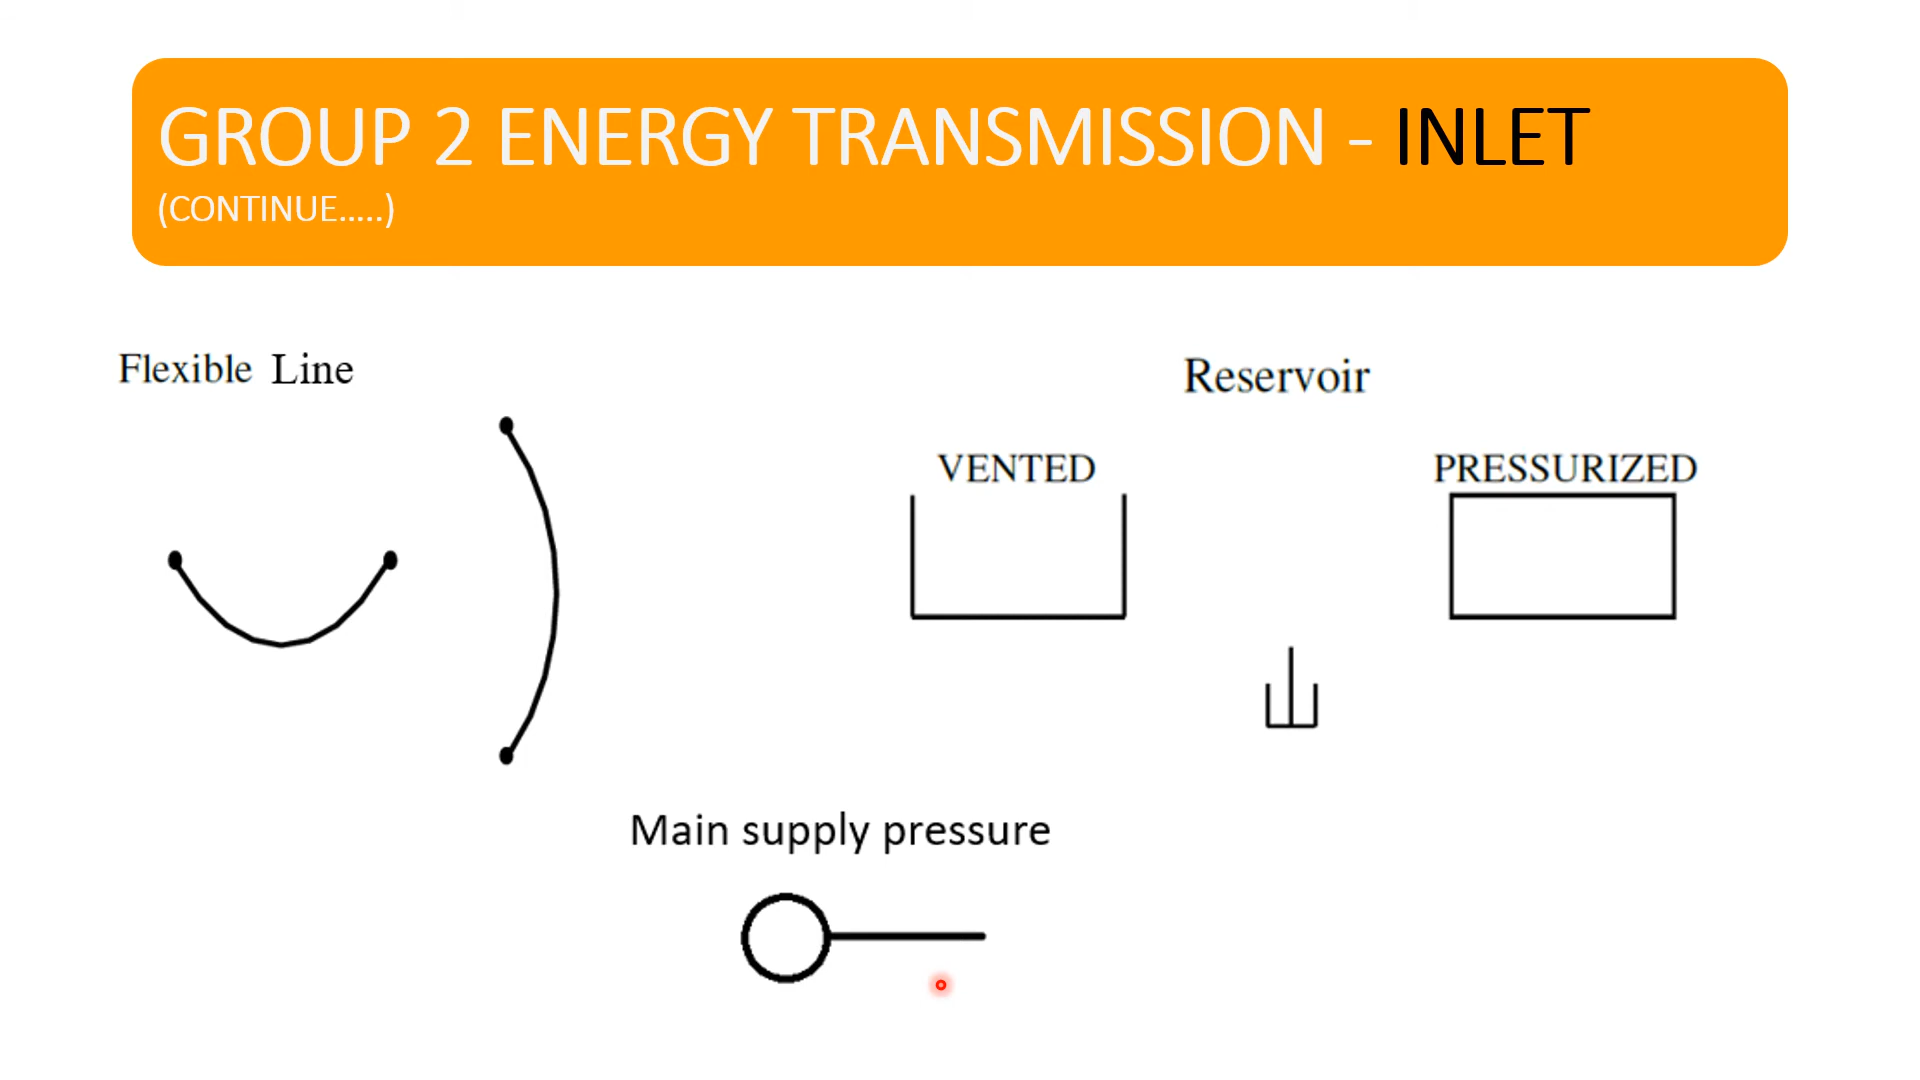 GROUP 2 ENERGY TRANSMISSION - INLET
(CONTINUE.....)
Flexible Line
Reservoir
VENTED
PRESSURIZED
Main supply pressure